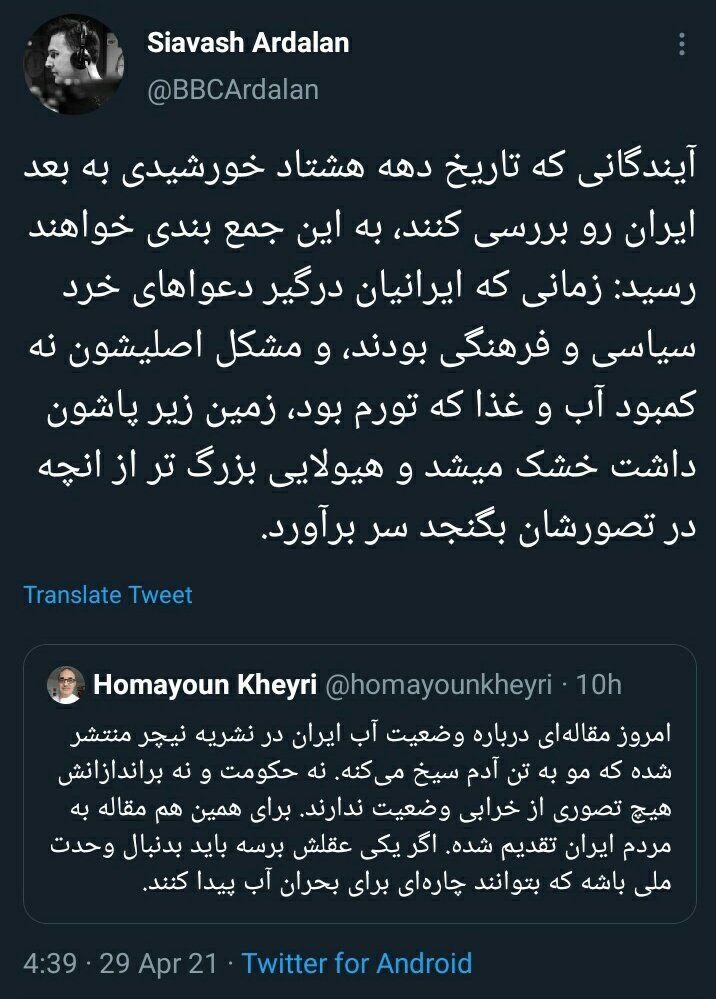 Siavash Ardalan
@BBCArdalan
آیندگانی که تاریخ دهه هشتاد خورشیدی به بعد
ایران رو بررسی کنند، به این جمع بندی خواهند
رسید: زمانی که ایرانیان درگیر دعواهای خرد
سیاسی و فرهنگی بودند، و مشکل اصلیشون نه
کمبود آب و غذا که تورم بود، زمین زیر پاشون
داشت خشک میشد و هیولایی بزرگ تر از انچه
در تصورشان بگنجد سر برآورد.
Translate Tweet
Homayoun Kheyri @homayounkheyri · 10h
امروز مقاله‌ای درباره وضعیت آب ایران در نشریه نیچر منتشر
شده که مو به تن آدم سیخ می‌کنه. نه حکومت و نه براندازانش
هیچ تصوری از خرابی وضعیت ندارند. برای همین هم مقاله به
مردم ایران تقدیم شده. اگر یکی عقلش برسه باید بدنبال وحدت
ملی باشه که بتوانند چاره‌ای برای بحران آب پیدا کنند.
4:39 · 29 Apr 21 · Twitter for Android